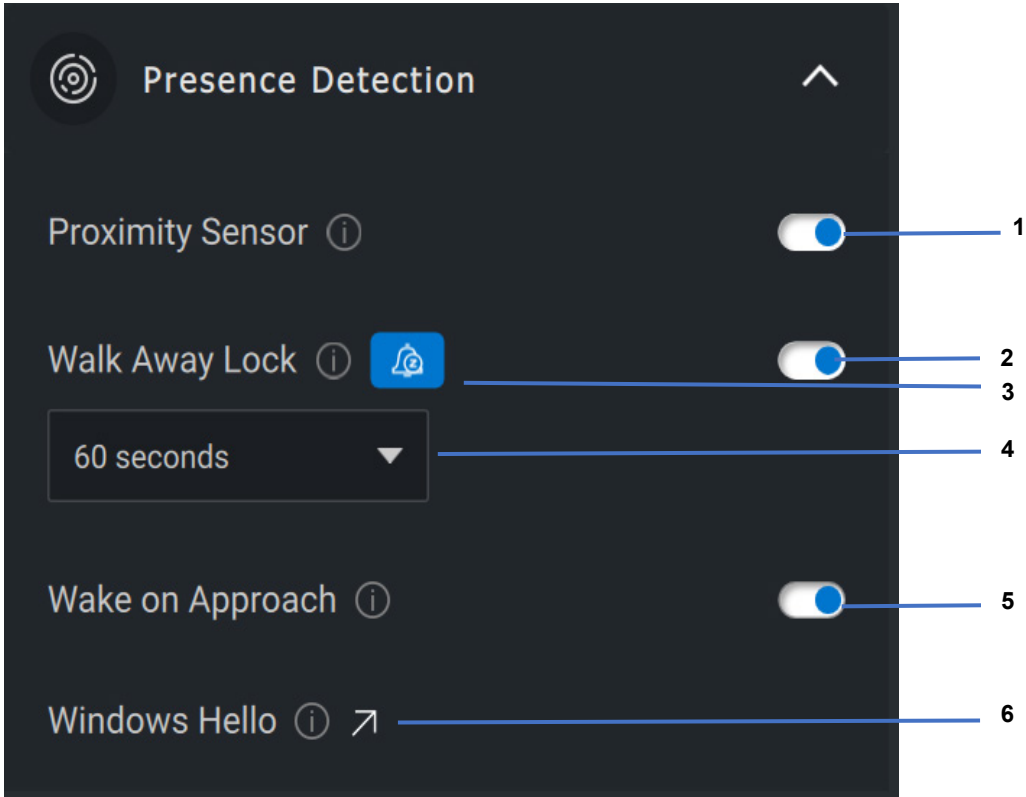 Presence Detection
Proximity Sensor
1
Walk Away Lock
2
3
60 seconds
4
Wake on Approach
5
Windows Hello
6